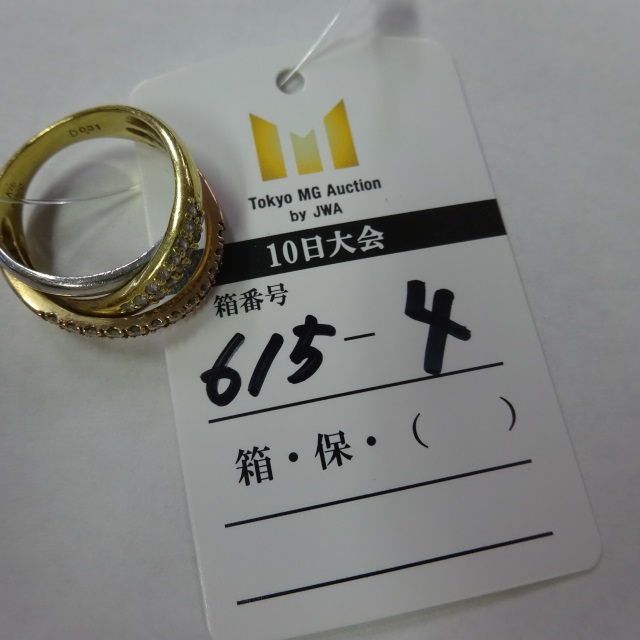 Tokyo MG Auction
by JWA
10日大会
箱番号
615-4
箱・保・(　　)